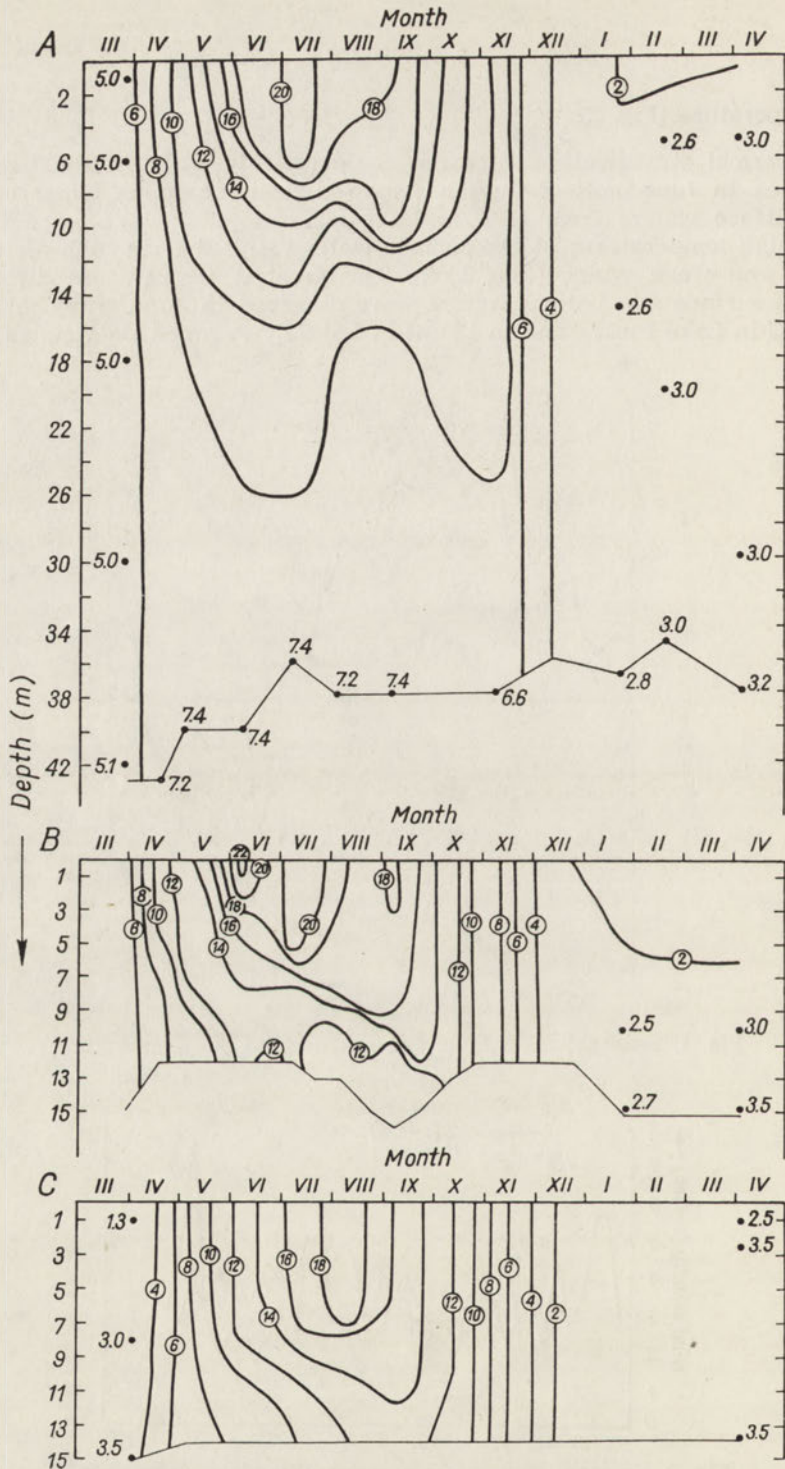 Month
A III IV V VI VII VIII IX X XI XII I II III IV
5.0 20 2
2 6 16 18
10 2.6 3.0
6 5.0 12
8 14
10
14 4 2.6
6
18 5.0 3.0
22
26
30 5.0 3.0
34 3.0
7.4
38 7.2 7.4 6.6 2.8 3.2
7.4 7.4
42 5.1 7.2
Depth (m)
Month
B III IV V VI VII VIII IX X XI XII I II III IV
22 20
1 8 12 18
3 10 18 10 8 4
6 16 20 6
5 14 2
7 12
9
2.5 3.0
11 12 12
13
15 2.7 3.5
Month
C III IV V VI VII VIII IX X XI XII I II III IV
1 1.3 2.5
3 10 16 18 3.5
8 12 6
5 4 8
14 12 10 4 2
7
3.0 6
9
11
13 3.5
15 3.5